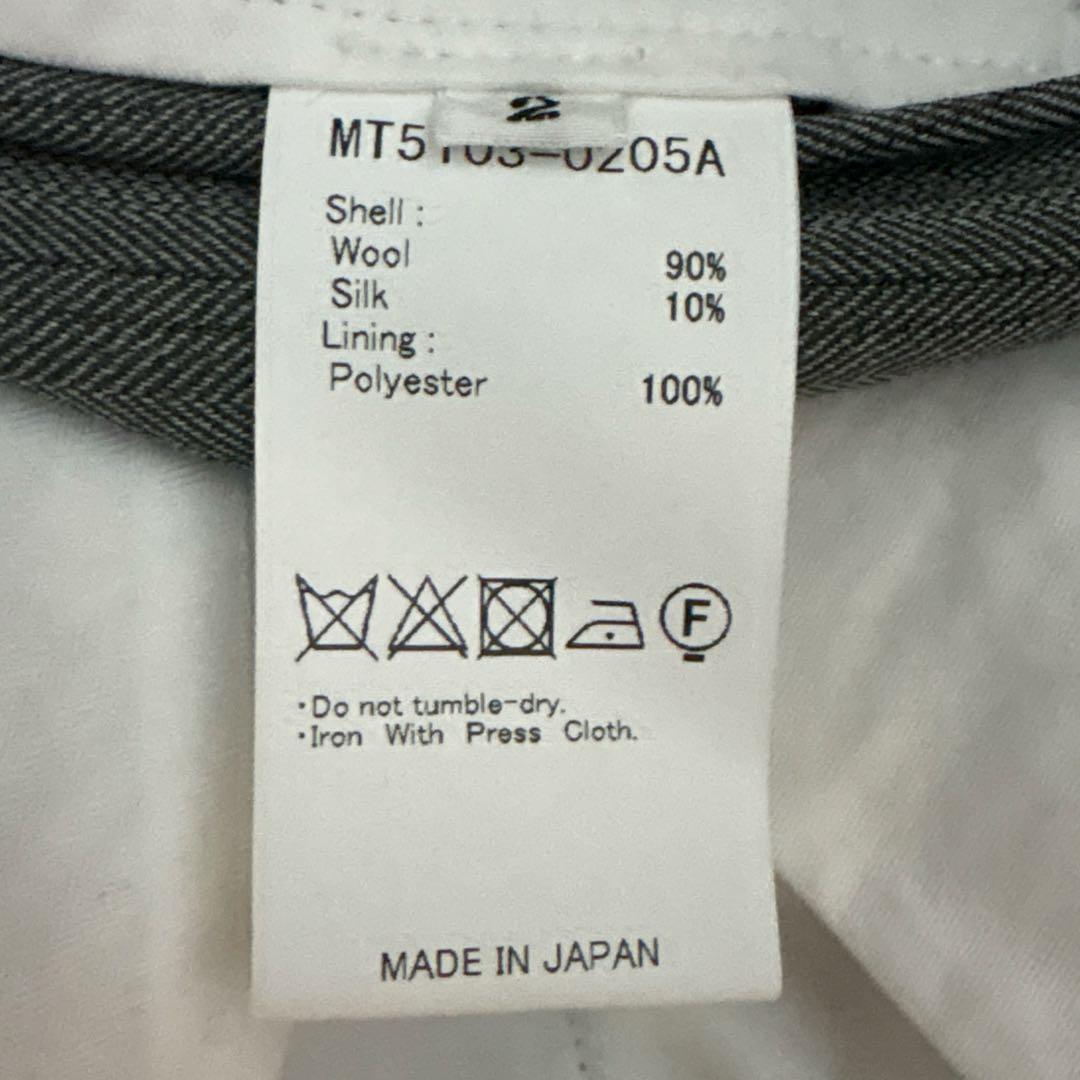 2
MT5103-0205A
Shell :
Wool 90%
Silk 10%
Lining :
Polyester 100%
F
・Do not tumble-dry.
・Iron With Press Cloth.
MADE IN JAPAN